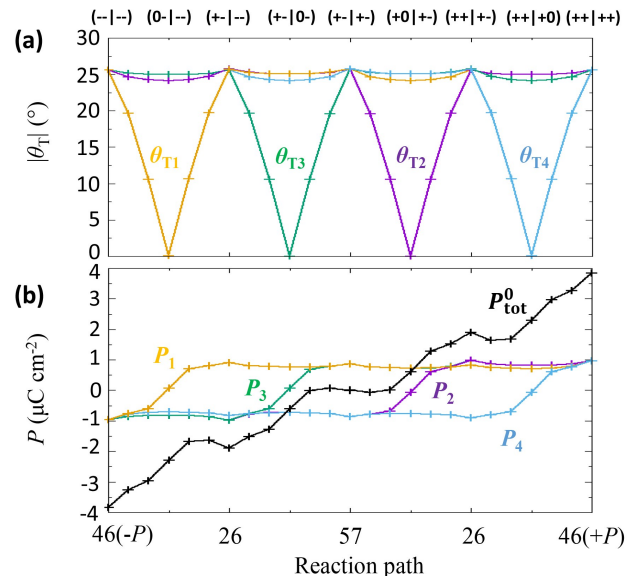 (--|--) (0-|--) (+-|--) (+-|0-) (+-|+-) (+0|+-) (++|+-) (++|+0) (++|++)
(a)
30
25
20
15
10
5
0
|θT| (°)
θT1 θT3 θT2 θT4
(b)
4
3
2
1
0
-1
-2
-3
-4
P (μC cm-2)
P0tot
P1
P3
P2
P4
46(-P) 26 57 26 46(+P)
Reaction path